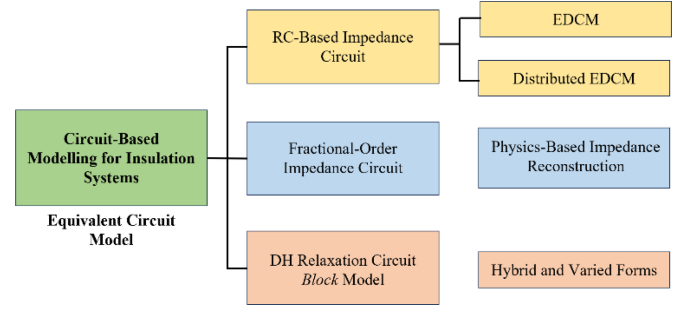 RC-Based Impedance
Circuit
EDCM
Distributed EDCM
Circuit-Based
Modelling for Insulation
Systems
Equivalent Circuit
Model
Fractional-Order
Impedance Circuit
Physics-Based Impedance
Reconstruction
DH Relaxation Circuit
Block Model
Hybrid and Varied Forms